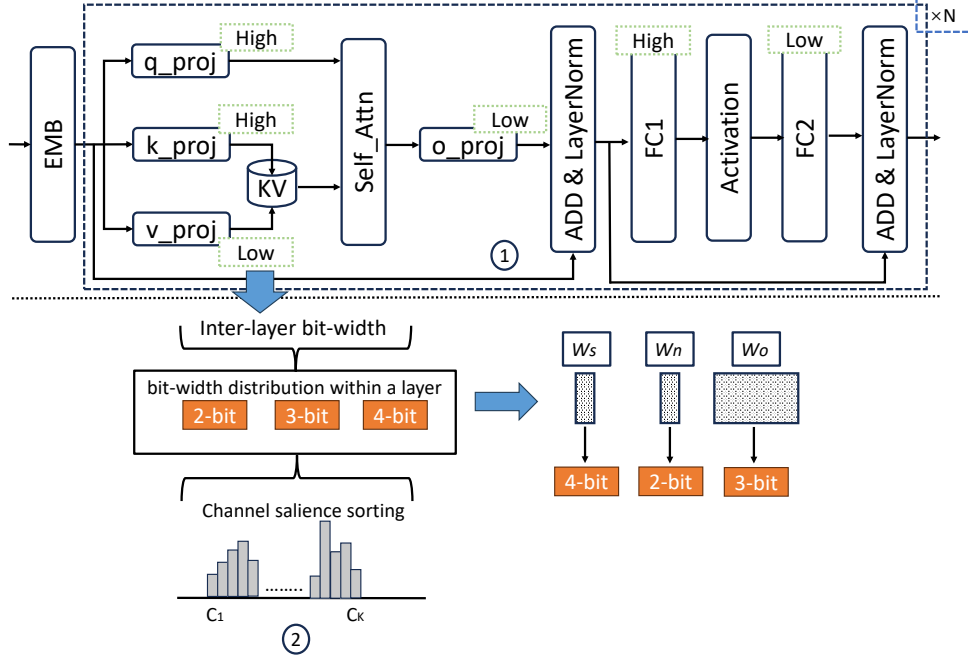 ×N
EMB
q_proj
High
k_proj
High
KV
v_proj
Low
Self_Attn
o_proj
Low
ADD & LayerNorm
High
FC1
Activation
Low
FC2
ADD & LayerNorm
1
Inter-layer bit-width
bit-width distribution within a layer
2-bit 3-bit 4-bit
Channel salience sorting
........
C1 CK
2
Ws Wn Wo
4-bit 2-bit 3-bit